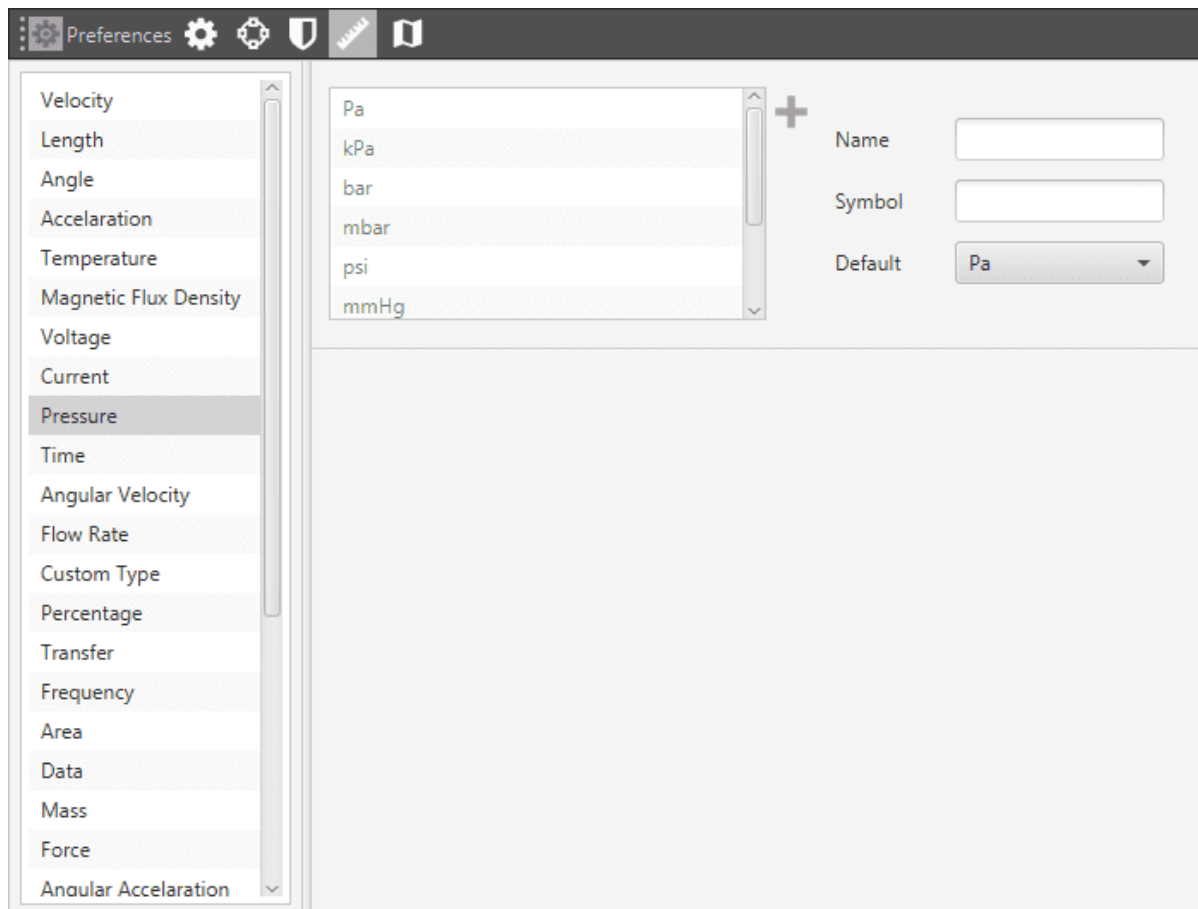 Preferences
Velocity
Length
Angle
Accelaration
Temperature
Magnetic Flux Density
Voltage
Current
Pressure
Time
Angular Velocity
Flow Rate
Custom Type
Percentage
Transfer
Frequency
Area
Data
Mass
Force
Angular Accelaration
Pa
kPa
bar
mbar
psi
mmHg
Name
Symbol
Default Pa